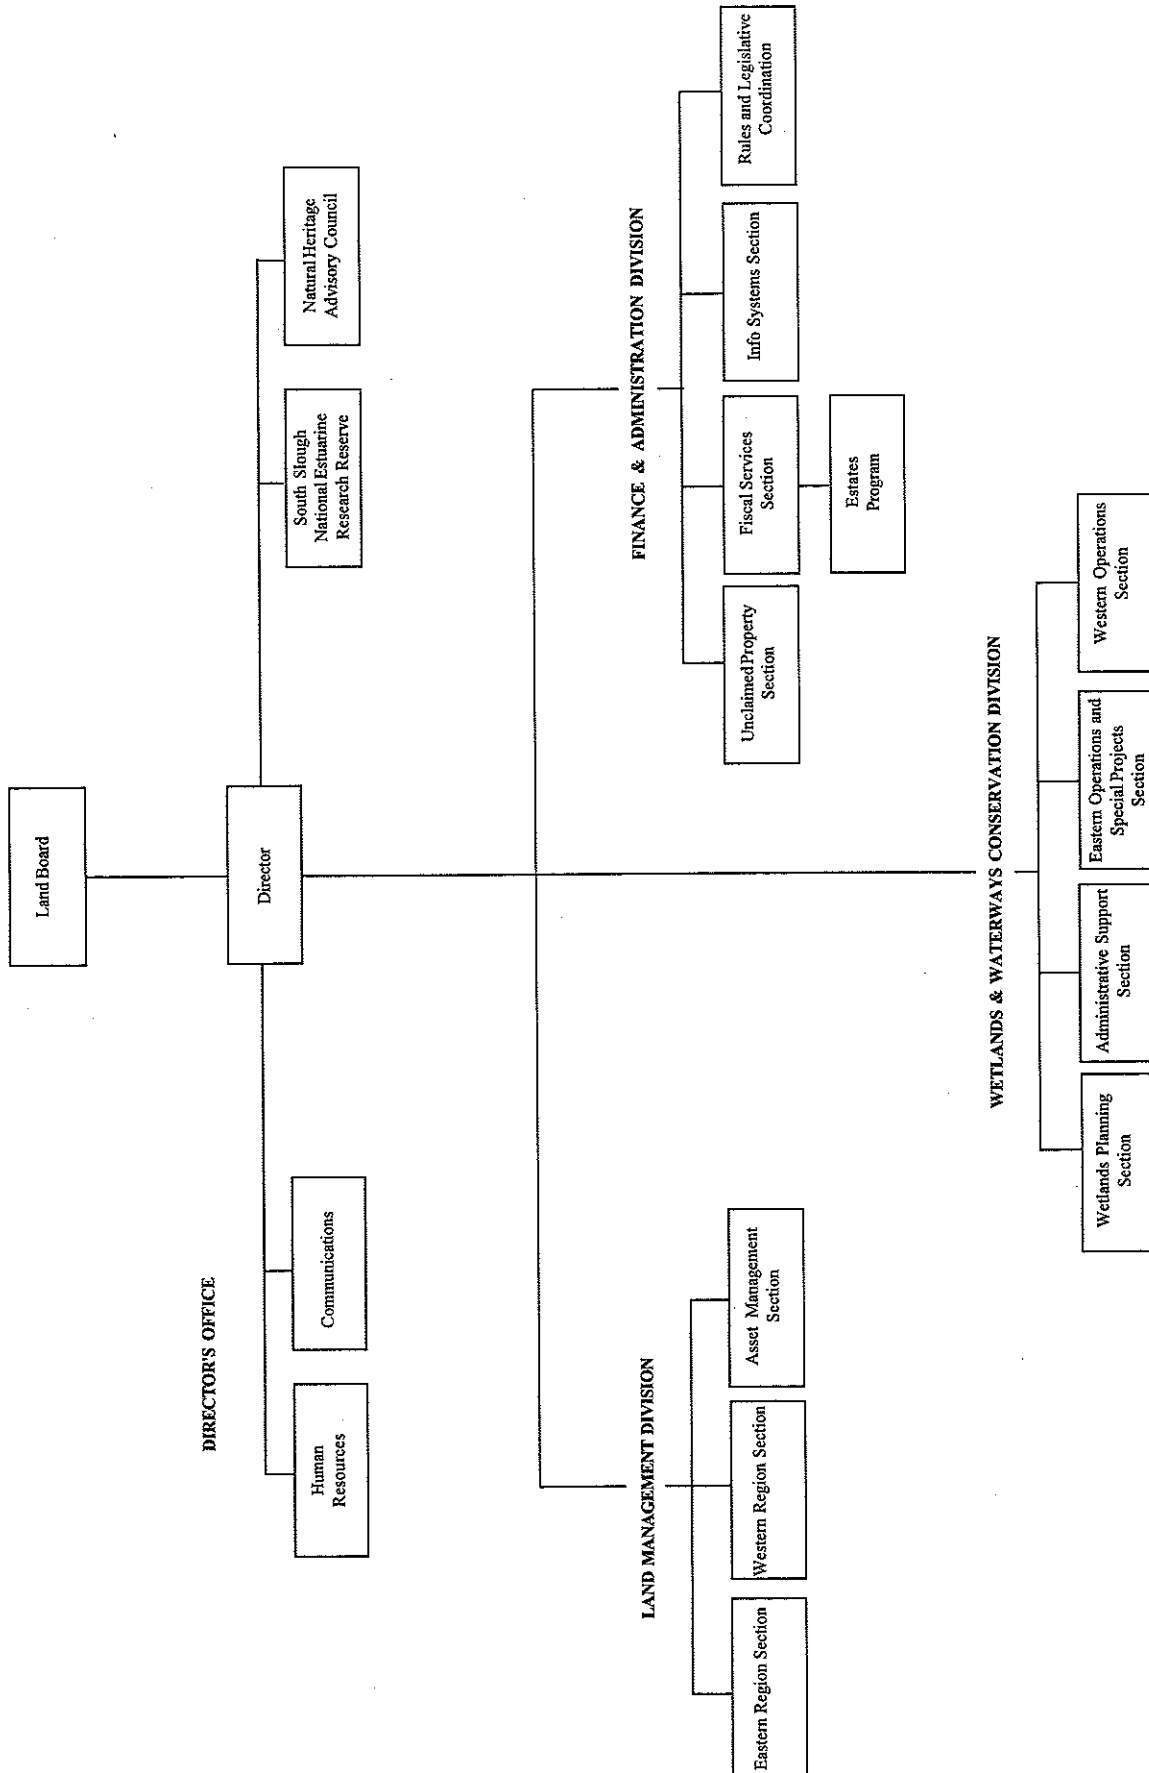 Land Board
Director
DIRECTOR'S OFFICE
Human
Resources
Communications
South Slough
National Estuarine
Research Reserve
Natural Heritage
Advisory Council
LAND MANAGEMENT DIVISION
Eastern Region Section
Western Region Section
Asset Management
Section
FINANCE & ADMINISTRATION DIVISION
Unclaimed Property
Section
Fiscal Services
Section
Info Systems Section
Rules and Legislative
Coordination
Estates
Program
WETLANDS & WATERWAYS CONSERVATION DIVISION
Wetlands Planning
Section
Administrative Support
Section
Eastern Operations and
Special Projects
Section
Western Operations
Section